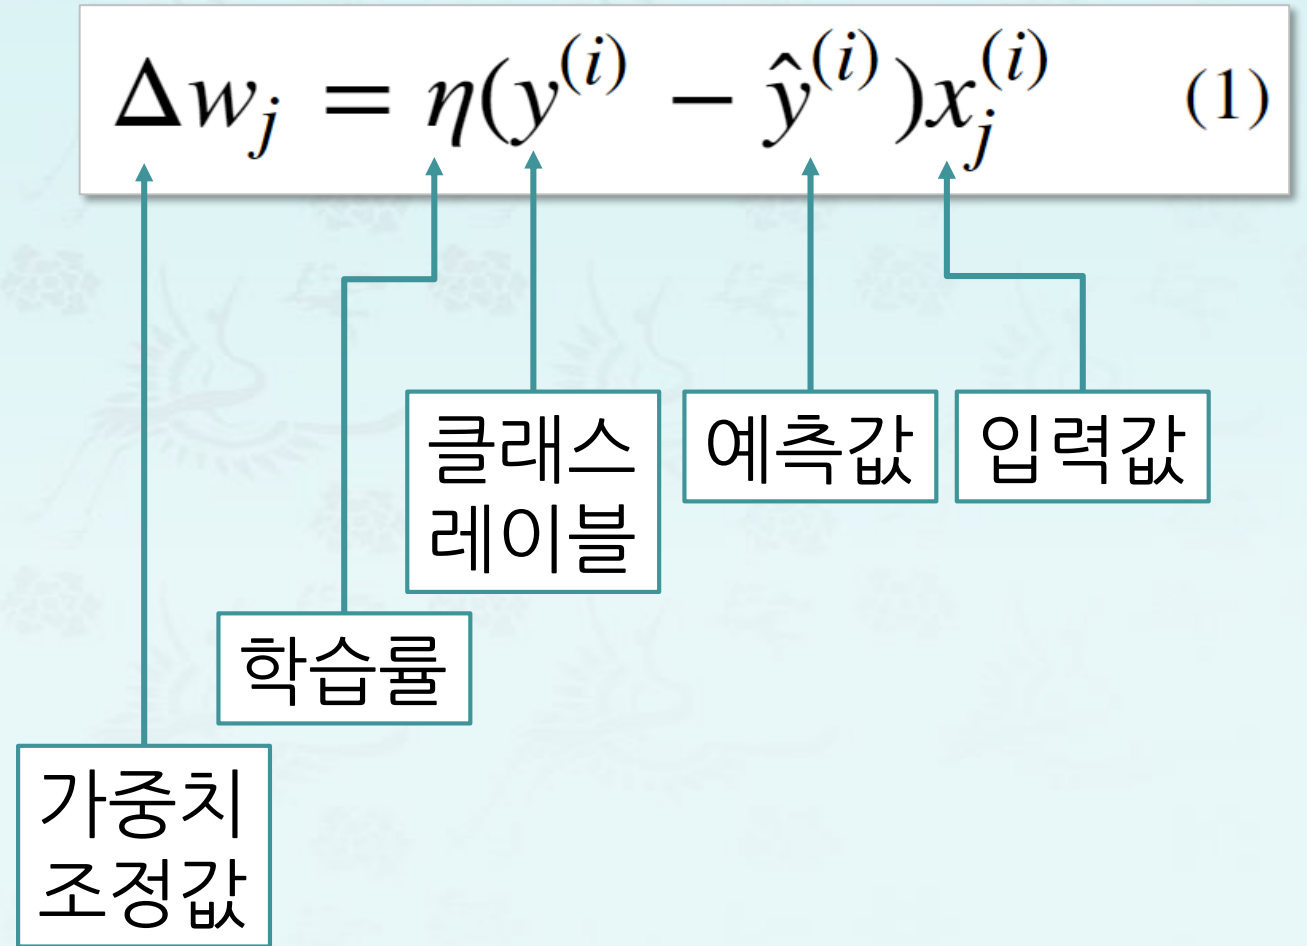 Δw_j = η(y^(i) − ŷ^(i))x_j^(i) (1)
클래스
레이블
예측값
입력값
학습률
가중치
조정값